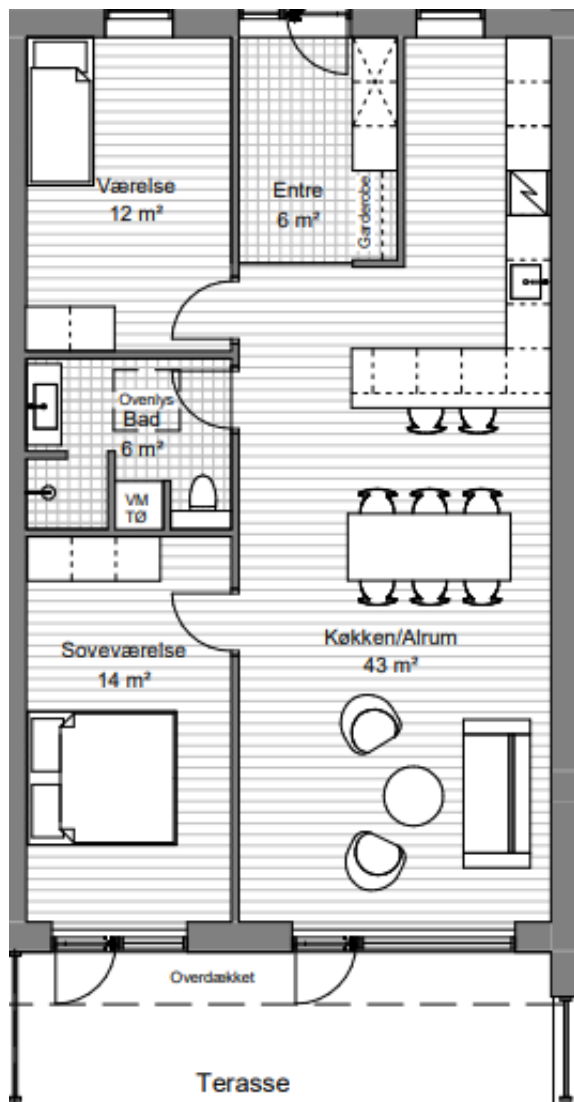 Værelse
12 m²
Entre
6 m²
Garderobe
Ovenlys
Bad
6 m²
VM
TØ
Soveværelse
14 m²
Køkken/Alrum
43 m²
Overdækket
Terasse